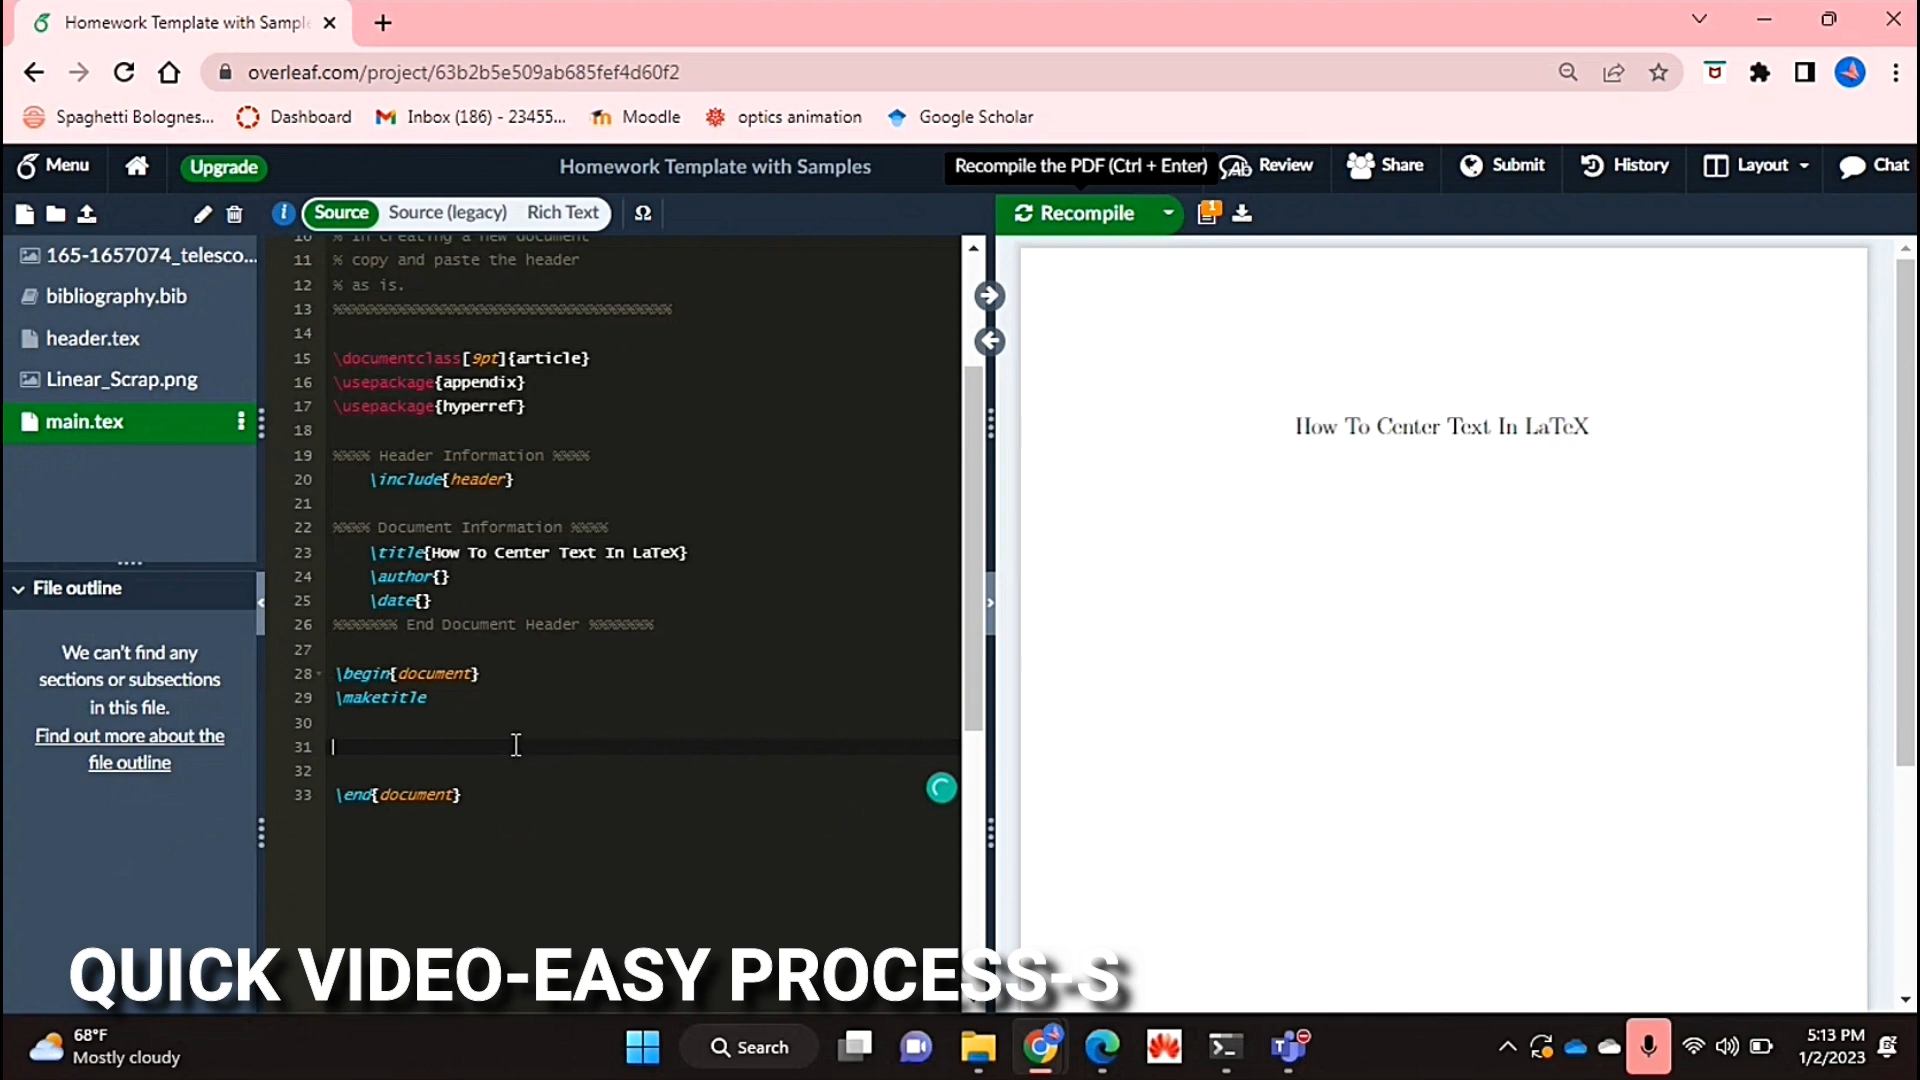 Homework Template with Sample
overleaf.com/project/63b2b5e509ab685fef4d60f2
Spaghetti Bolognes... Dashboard Inbox (186) - 23455... Moodle optics animation Google Scholar
Menu Upgrade Homework Template with Samples Recompile the PDF (Ctrl + Enter) Review Share Submit History Layout Chat
Source Source (legacy) Rich Text Ω Recompile 1
165-1657074_telesco...
bibliography.bib
header.tex
Linear_Scrap.png
main.tex
File outline
We can't find any
sections or subsections
in this file.
Find out more about the
file outline
10 % in creating a new document
11 % copy and paste the header
12 % as is.
13 %%%%%%%%%%%%%%%%%%%%%%%%%%%%%%%%%%%%%
14
15 \documentclass[9pt]{article}
16 \usepackage{appendix}
17 \usepackage{hyperref}
18
19 %%%% Header Information %%%%
20 \include{header}
21
22 %%%% Document Information %%%%
23 \title{How To Center Text In LaTeX}
24 \author{}
25 \date{}
26 %%%%%%% End Document Header %%%%%%%
27
28 \begin{document}
29 \maketitle
30
31
32
33 \end{document}
How To Center Text In LaTeX
QUICK VIDEO-EASY PROCESS-S
68°F
Mostly cloudy
Search
5:13 PM
1/2/2023